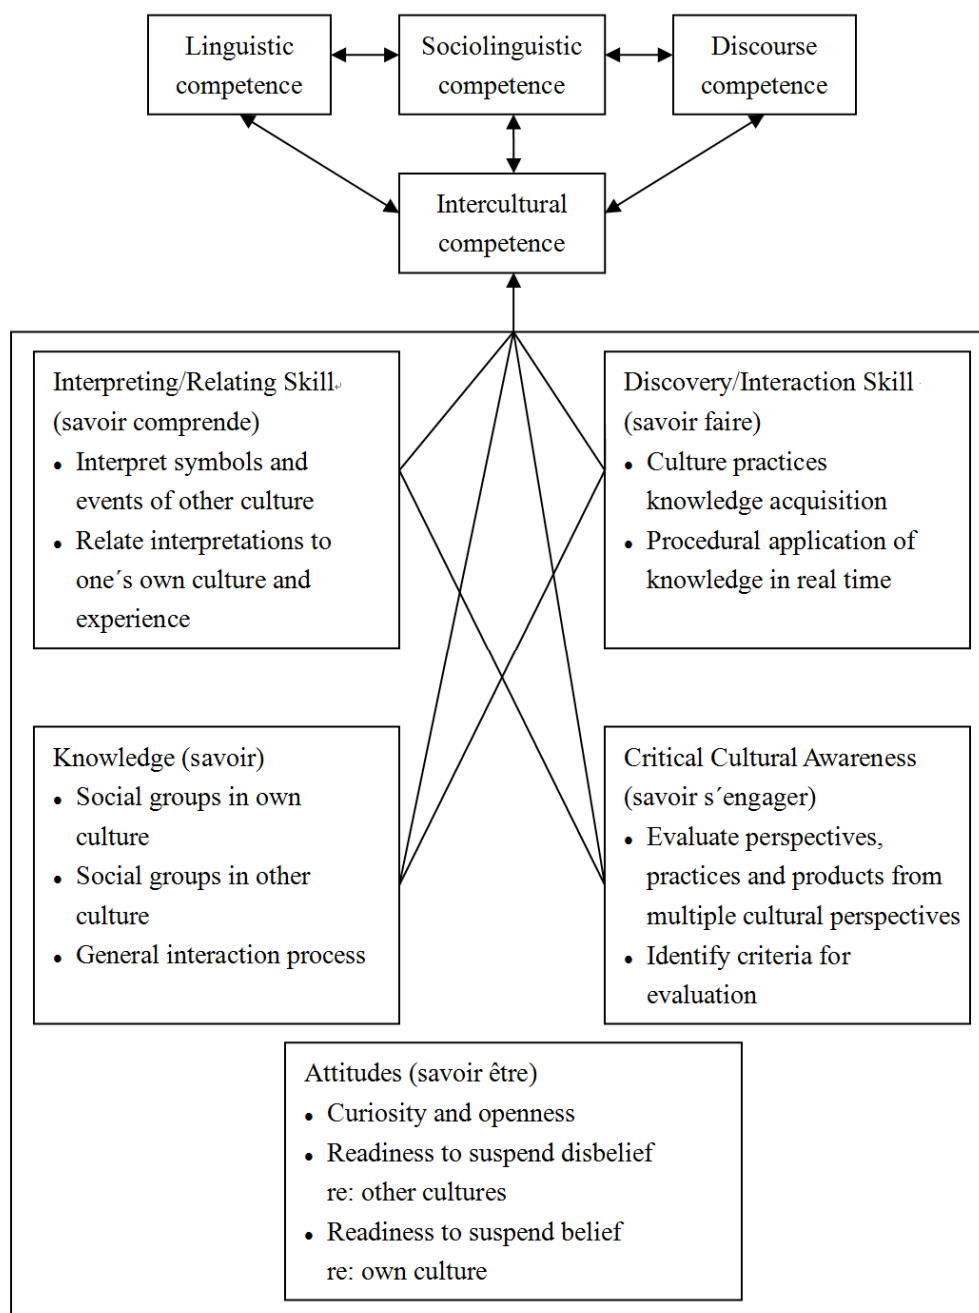 Linguistic
competence
Sociolinguistic
competence
Discourse
competence
Intercultural
competence
Interpreting/Relating Skill
(savoir comprende)
• Interpret symbols and
events of other culture
• Relate interpretations to
one´s own culture and
experience
Discovery/Interaction Skill
(savoir faire)
• Culture practices
knowledge acquisition
• Procedural application of
knowledge in real time
Knowledge (savoir)
• Social groups in own
culture
• Social groups in other
culture
• General interaction process
Critical Cultural Awareness
(savoir s´engager)
• Evaluate perspectives,
practices and products from
multiple cultural perspectives
• Identify criteria for
evaluation
Attitudes (savoir être)
• Curiosity and openness
• Readiness to suspend disbelief
re: other cultures
• Readiness to suspend belief
re: own culture